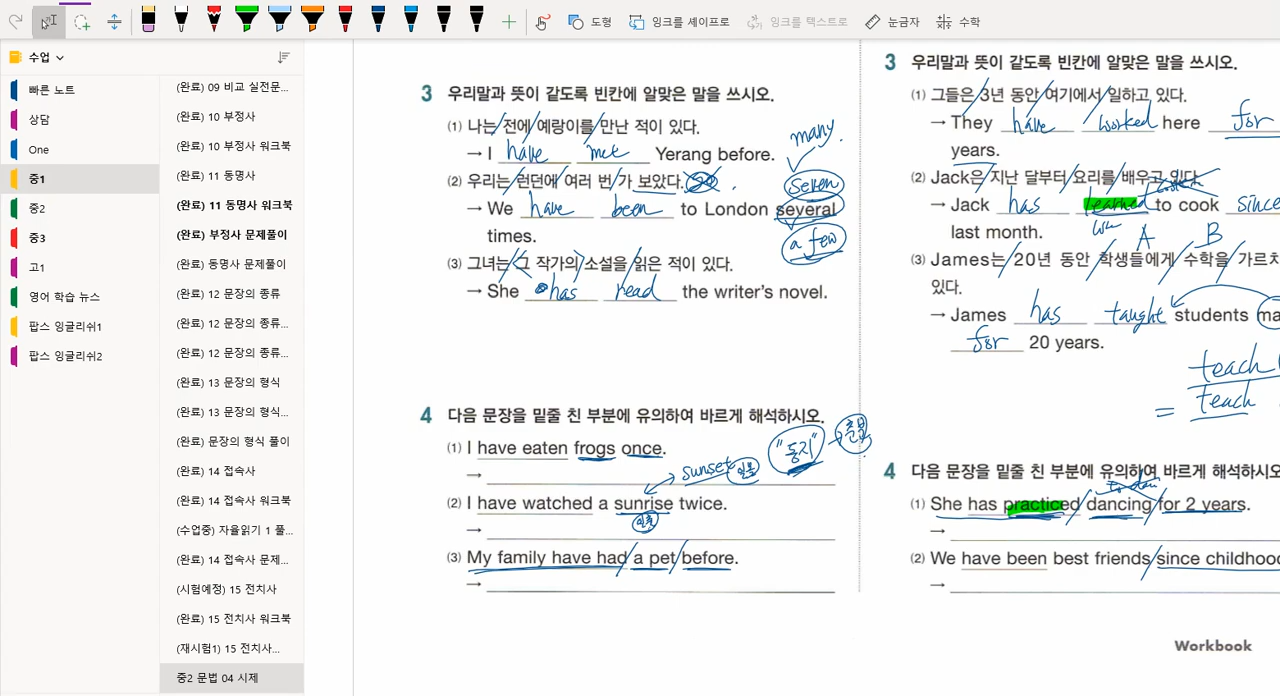 도형
잉크를 셰이프로
잉크를 텍스트로
눈금자
수학
수업
빠른 노트
상담
One
중1
중2
중3
고1
영어 학습 뉴스
팝스 잉글리쉬1
팝스 잉글리쉬2
(완료) 09 비교 실전문...
(완료) 10 부정사
(완료) 10 부정사 워크북
(완료) 11 동명사
(완료) 11 동명사 워크북
(완료) 부정사 문제풀이
(완료) 동명사 문제풀이
(완료) 12 문장의 종류
(완료) 12 문장의 종류...
(완료) 12 문장의 종류...
(완료) 13 문장의 형식
(완료) 13 문장의 형식...
(완료) 문장의 형식 풀이
(완료) 14 접속사
(완료) 14 접속사 워크북
(수업중) 자율읽기 1 풀...
(완료) 14 접속사 문제...
(시험예정) 15 전치사
(완료) 15 전치사 워크북
(재시험1) 15 전치사...
중2 문법 04 시제
3 우리말과 뜻이 같도록 빈칸에 알맞은 말을 쓰시오.
(1) 나는 전에 예랑이를 만난 적이 있다.
→ I have met Yerang before.
many
(2) 우리는 런던에 여러 번 가 보았다.
seven
→ We have been to London several
times.
a few
(3) 그녀는 그 작가의 소설을 읽은 적이 있다.
→ She has read the writer's novel.
4 다음 문장을 밑줄 친 부분에 유의하여 바르게 해석하시오.
(1) I have eaten frogs once.
"동지"
춘분
→
sunset
일몰
(2) I have watched a sunrise twice.
일출
→
(3) My family have had a pet before.
→
3 우리말과 뜻이 같도록 빈칸에 알맞은 말을 쓰시오.
(1) 그들은 3년 동안 여기에서 일하고 있다.
→ They have worked here for
years.
(2) Jack은 지난 달부터 요리를 배우고 있다.
→ Jack has learned to cook since
last month.
A B
(3) James는 20년 동안 학생들에게 수학을 가르치
있다.
→ James has taught students ma
for 20 years.
teach
= teach
4 다음 문장을 밑줄 친 부분에 유의하여 바르게 해석하시오
(1) She has practiced dancing for 2 years.
→
(2) We have been best friends since childhood
→
Workbook